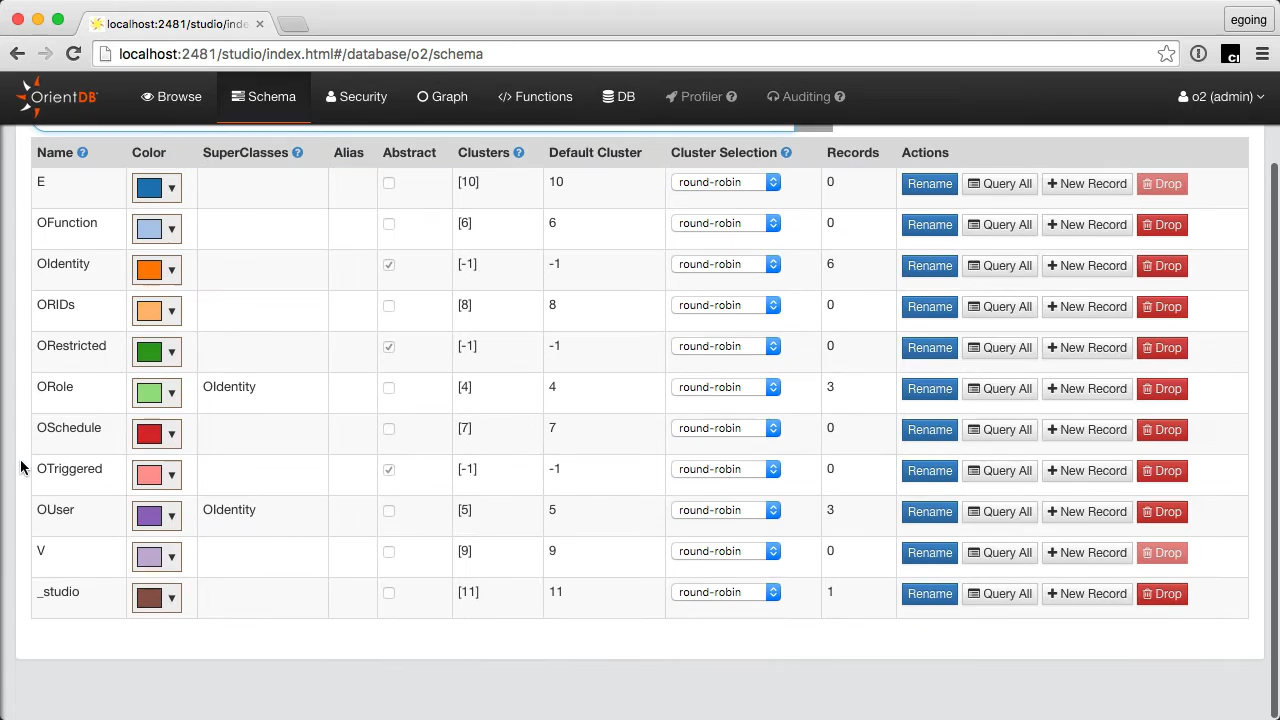 localhost:2481/studio/inde
egoing
localhost:2481/studio/index.html#/database/o2/schema
OrientDB Browse Schema Security Graph Functions DB Profiler Auditing o2 (admin)
Name Color SuperClasses Alias Abstract Clusters Default Cluster Cluster Selection Records Actions
E [10] 10 round-robin 0 Rename Query All New Record Drop
OFunction [6] 6 round-robin 0 Rename Query All New Record Drop
OIdentity [-1] -1 round-robin 6 Rename Query All New Record Drop
ORIDs [8] 8 round-robin 0 Rename Query All New Record Drop
ORestricted [-1] -1 round-robin 0 Rename Query All New Record Drop
ORole OIdentity [4] 4 round-robin 3 Rename Query All New Record Drop
OSchedule [7] 7 round-robin 0 Rename Query All New Record Drop
OTriggered [-1] -1 round-robin 0 Rename Query All New Record Drop
OUser OIdentity [5] 5 round-robin 3 Rename Query All New Record Drop
V [9] 9 round-robin 0 Rename Query All New Record Drop
_studio [11] 11 round-robin 1 Rename Query All New Record Drop